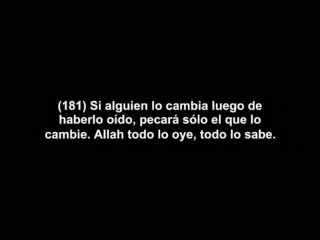 (181) Si alguien lo cambia luego de
haberlo oído, pecará sólo el que lo
cambie. Allah todo lo oye, todo lo sabe.